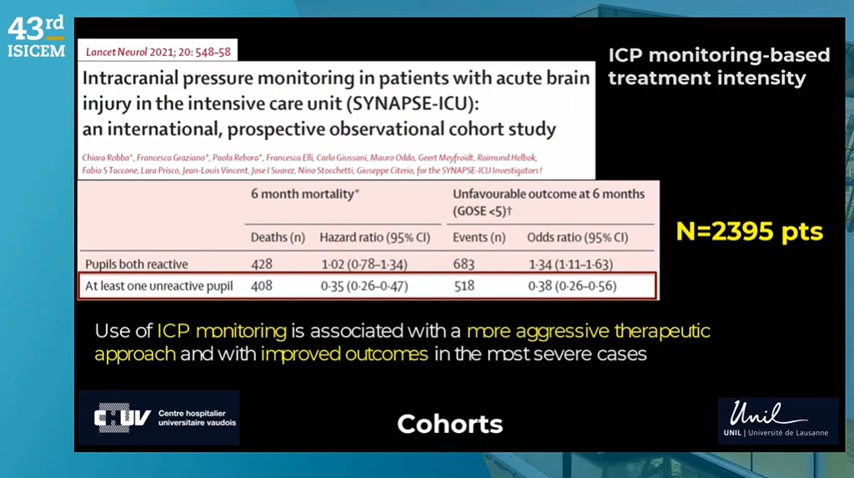 43rd
ISICEM
Lancet Neurol 2021; 20: 548–58
ICP monitoring-based
treatment intensity
Intracranial pressure monitoring in patients with acute brain
injury in the intensive care unit (SYNAPSE-ICU):
an international, prospective observational cohort study
Chiara Robba*, Francesca Graziano*, Paola Rebora*, Francesca Elli, Carlo Giussani, Mauro Oddo, Geert Meyfroidt, Raimund Helbok,
Fabio S Taccone, Lara Prisco, Jean-Louis Vincent, Jose I Suarez, Nino Stocchetti, Giuseppe Citerio, for the SYNAPSE-ICU Investigators†
6 month mortality* Unfavourable outcome at 6 months
(GOSE <5)†
Deaths (n) Hazard ratio (95% CI) Events (n) Odds ratio (95% CI)
Pupils both reactive 428 1·02 (0·78–1·34) 683 1·34 (1·11–1·63)
At least one unreactive pupil 408 0·35 (0·26–0·47) 518 0·38 (0·26–0·56)
N=2395 pts
Use of ICP monitoring is associated with a more aggressive therapeutic
approach and with improved outcomes in the most severe cases
CHUV Centre hospitalier
universitaire vaudois
Cohorts
Unil
UNIL | Université de Lausanne